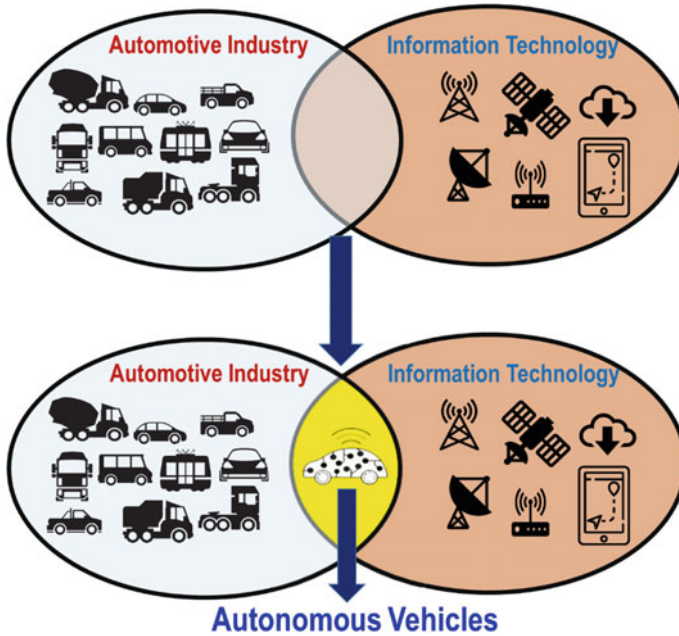 Automotive Industry
Information Technology
Automotive Industry
Information Technology
Autonomous Vehicles